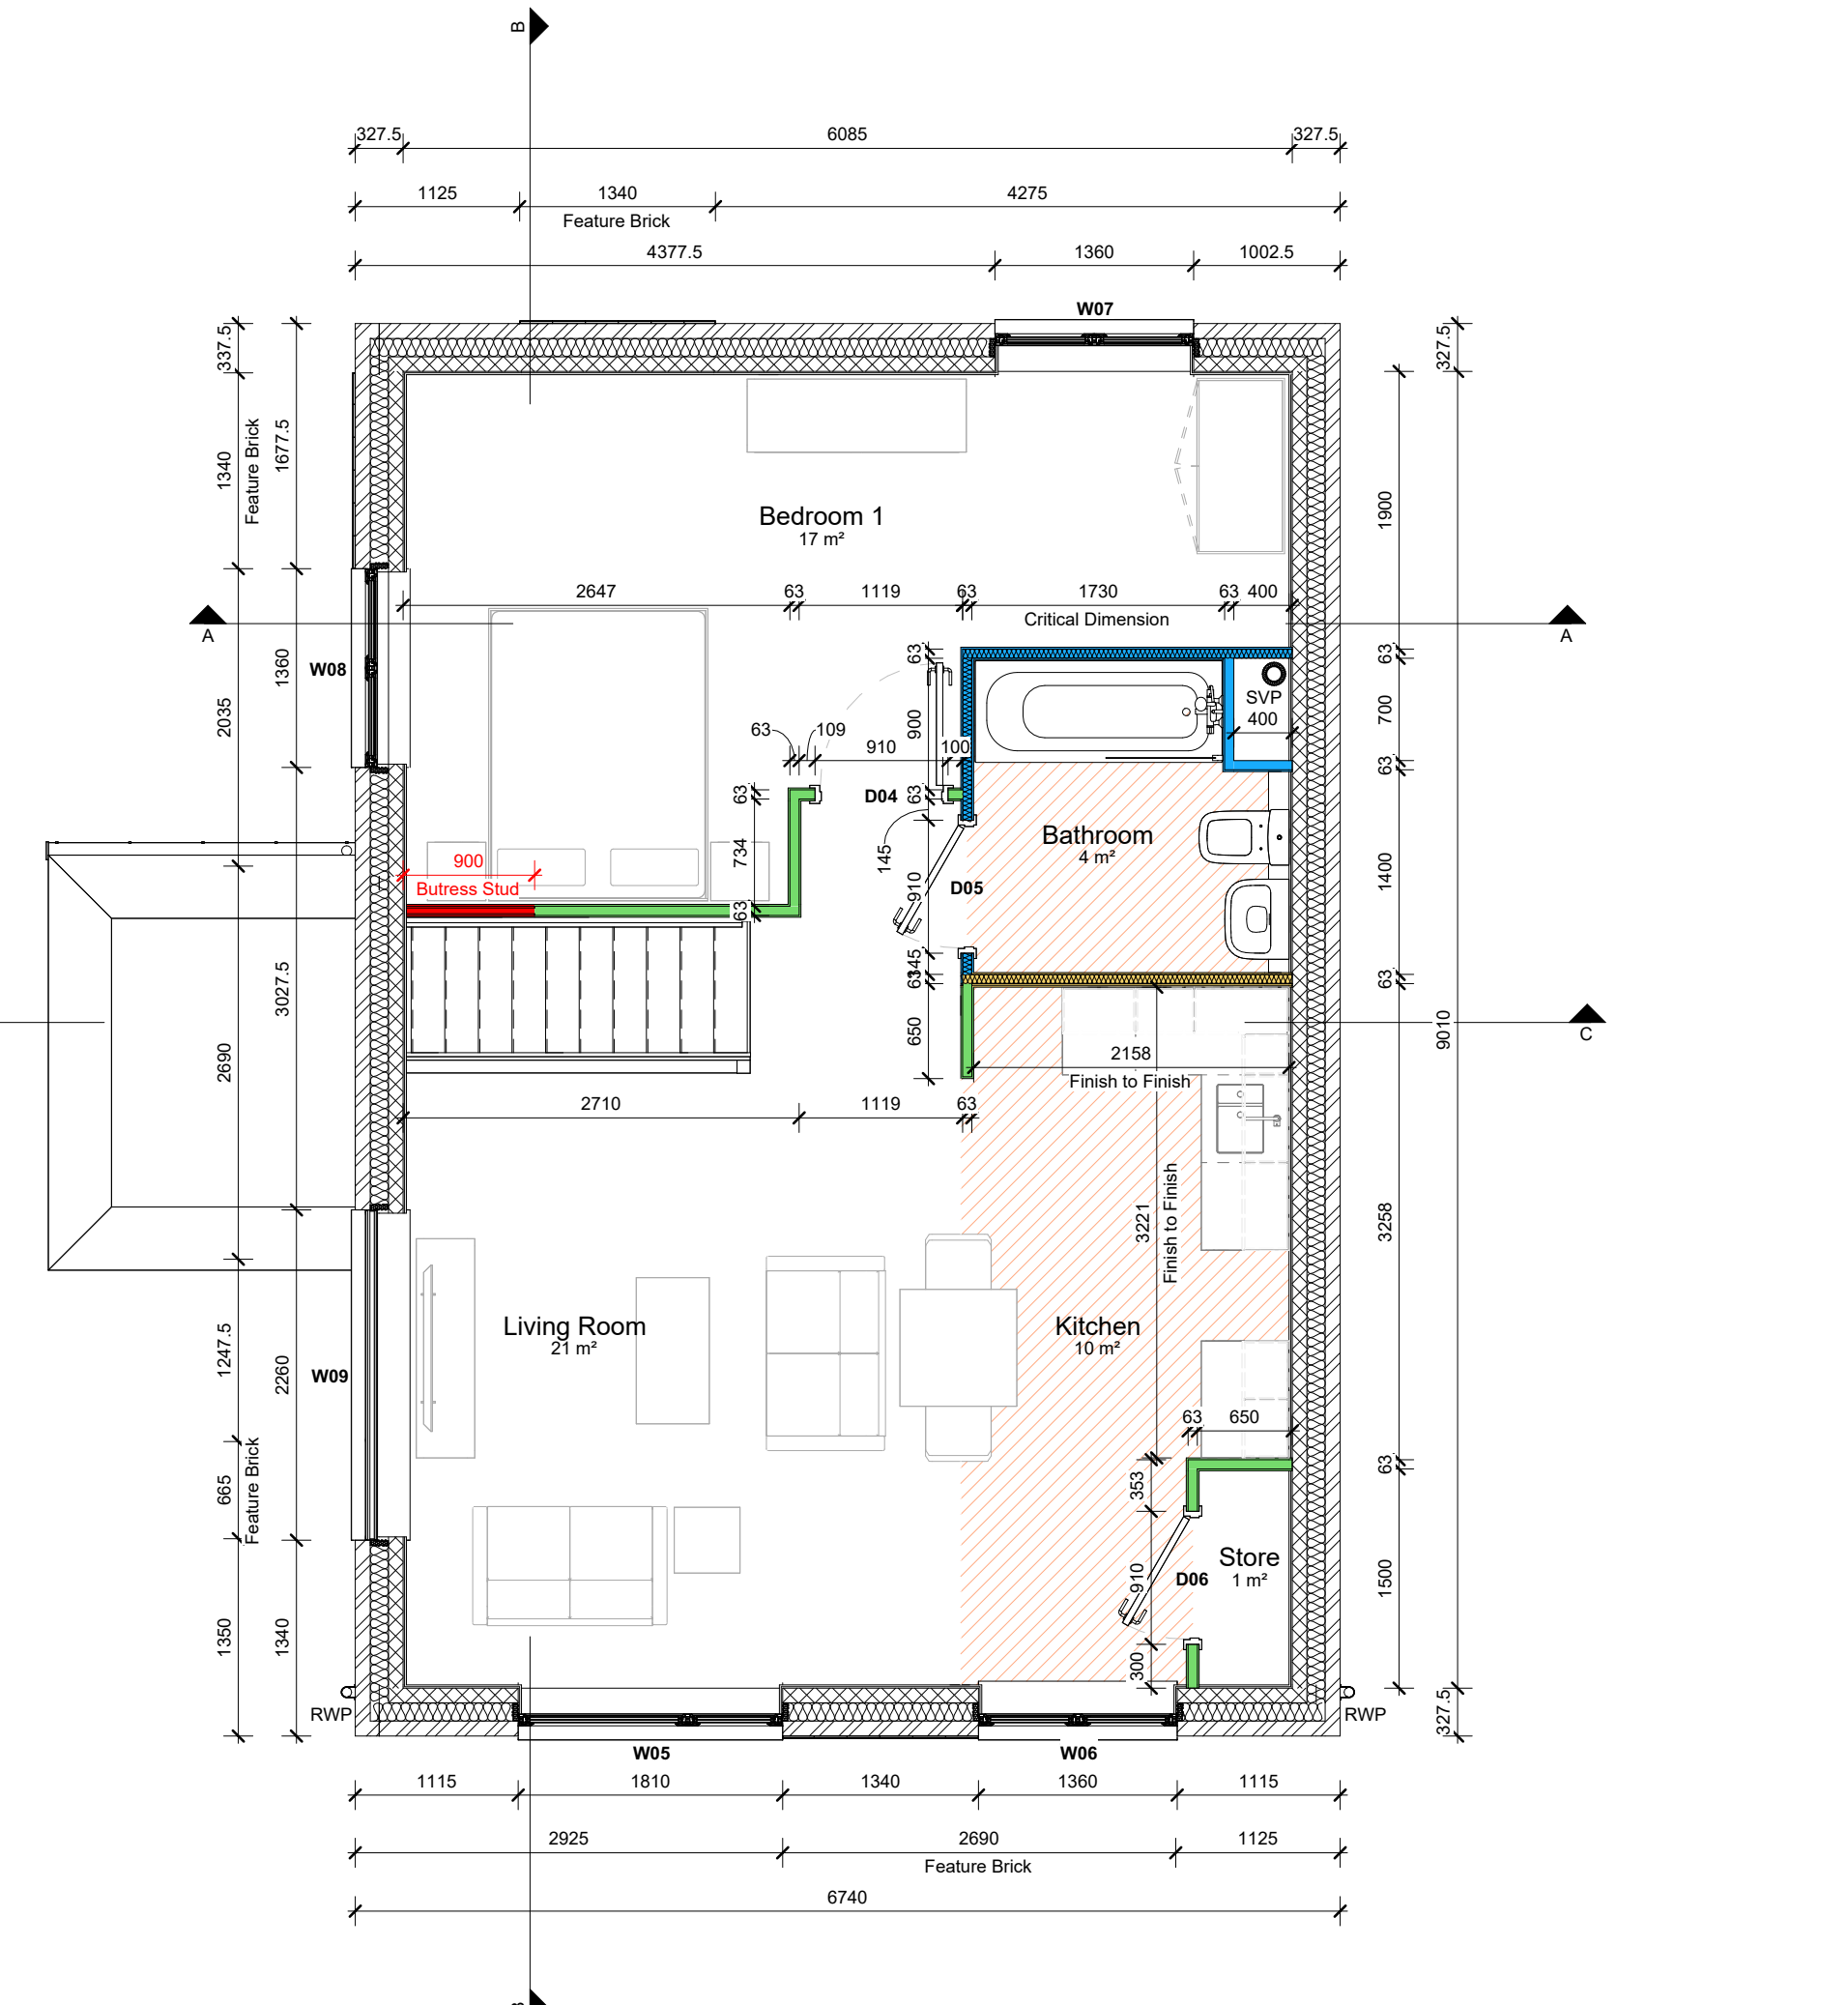 B
327.5 6085 327.5
1125 1340 4275
Feature Brick
4377.5 1360 1002.5
W07
337.5
1340
Feature Brick
2035
2690
1247.5
665
Feature Brick
1350
1677.5
1360
3027.5
2260
1340
W08
W09
Bedroom 1
17 m²
2647 63 1119 63 1730 63 400
Critical Dimension
A
A
63
900
SVP
400
63 109 910 100
D04
63
63
734
63
145
910
D05
345
63
650
Bathroom
4 m²
900
Butress Stud
2158
Finish to Finish
2710 1119 63
3221
Finish to Finish
Living Room
21 m²
Kitchen
10 m²
63 650
353
910
300
D06
Store
1 m²
1900
63
700
63
1400
63
3258
63
1500
327.5
9010
327.5
C
RWP
RWP
W05
W06
1115 1810 1340 1360 1115
2925 2690 1125
Feature Brick
6740